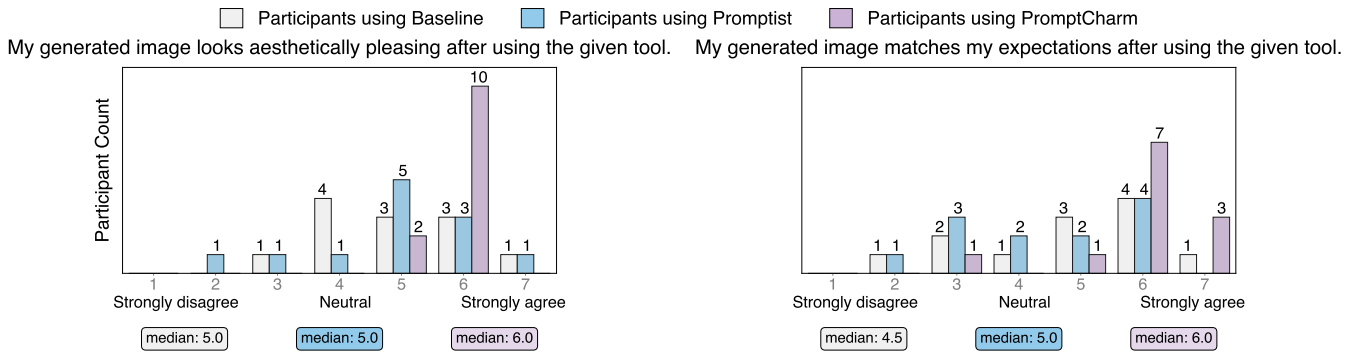 Participants using Baseline Participants using Promptist Participants using PromptCharm
My generated image looks aesthetically pleasing after using the given tool.
Participant Count
1 1 1 4 1 3 5 2 3 3 10 1 1
1 2 3 4 5 6 7
Strongly disagree Neutral Strongly agree
median: 5.0 median: 5.0 median: 6.0
My generated image matches my expectations after using the given tool.
1 1 2 3 1 1 2 3 2 1 4 4 7 1 3
1 2 3 4 5 6 7
Strongly disagree Neutral Strongly agree
median: 4.5 median: 5.0 median: 6.0